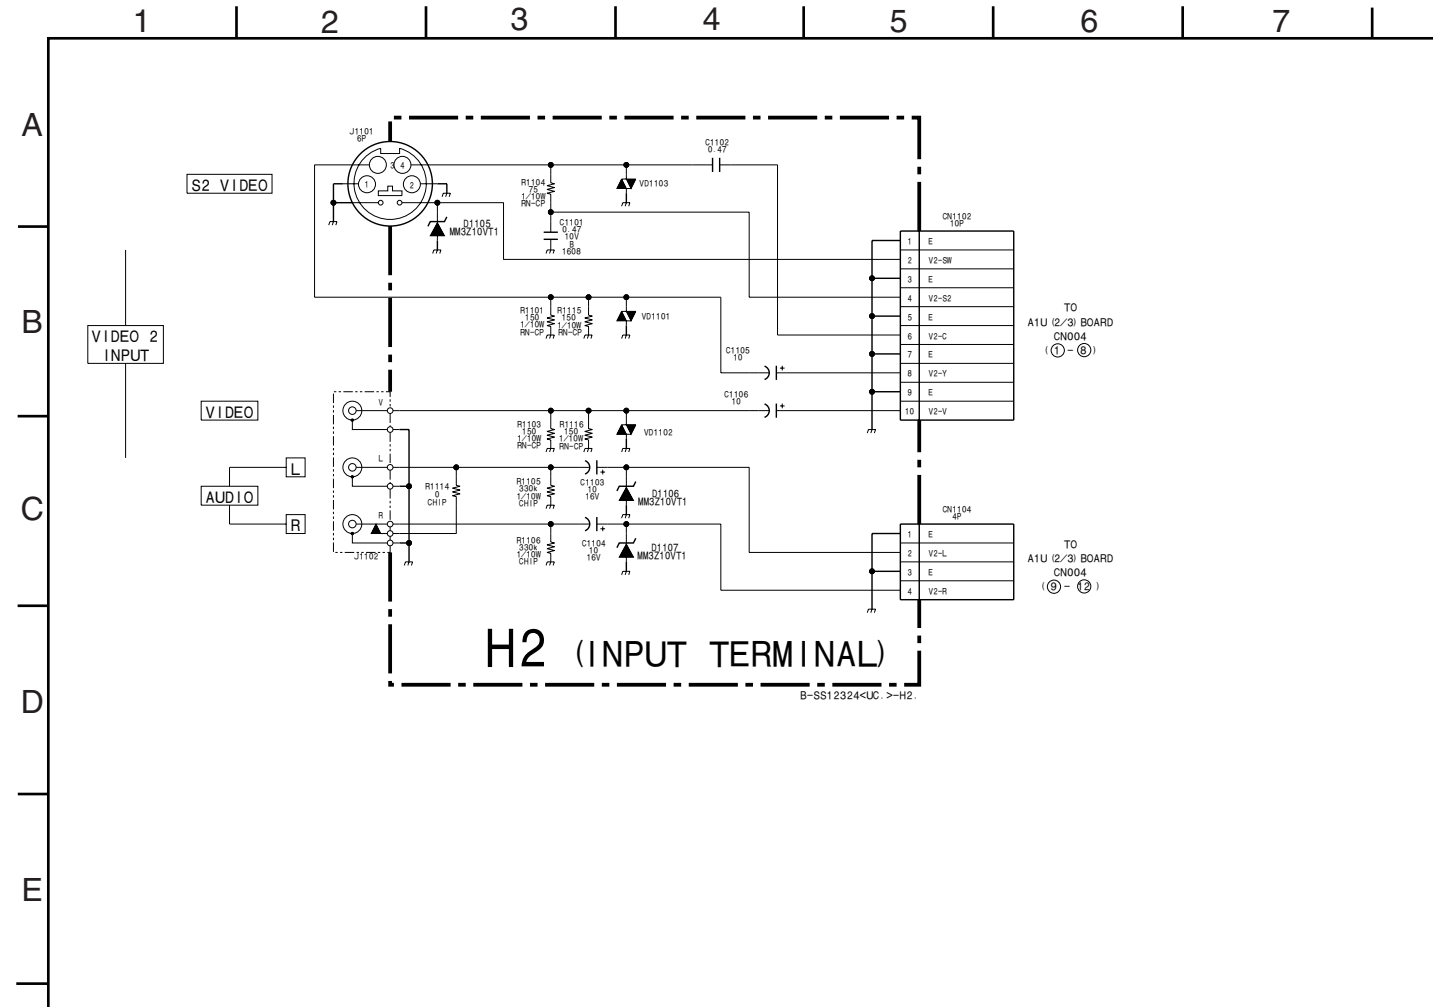 1 2 3 4 5 6 7
A
B
C
D
E
J1101
6P
3 4
1 2
S2 VIDEO
R1104
75
1/10W
RN-CP
VD1103
C1102
0.47
D1105
MM3Z10VT1
C1101
0.47
10V
B
1608
CN1102
10P
1 E
2 V2-SW
3 E
4 V2-S2
5 E
6 V2-C
7 E
8 V2-Y
9 E
10 V2-V
TO
A1U (2/3) BOARD
CN004
(①-⑧)
VIDEO 2
INPUT
R1101
150
1/10W
RN-CP
R1115
150
1/10W
RN-CP
VD1101
C1105
10
+
C1106
10
+
VIDEO
V
R1103
150
1/10W
RN-CP
R1116
150
1/10W
RN-CP
VD1102
L
AUDIO
R
L
R
J1102
R1114
0
CHIP
R1105
330k
1/10W
CHIP
C1103
10
16V
+
D1106
MM3Z10VT1
R1106
330k
1/10W
CHIP
C1104
10
16V
+
D1107
MM3Z10VT1
CN1104
4P
1 E
2 V2-L
3 E
4 V2-R
TO
A1U (2/3) BOARD
CN004
(⑨-⑫)
H2 (INPUT TERMINAL)
B-SS12324<UC.>-H2.